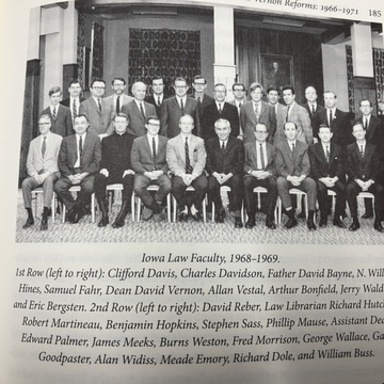 Vernon Reforms: 1966–1971 185
Iowa Law Faculty, 1968–1969.
1st Row (left to right): Clifford Davis, Charles Davidson, Father David Bayne, N. Will
Hines, Samuel Fahr, Dean David Vernon, Allan Vestal, Arthur Bonfield, Jerry Wald
and Eric Bergsten. 2nd Row (left to right): David Reber, Law Librarian Richard Hutc
Robert Martineau, Benjamin Hopkins, Stephen Sass, Phillip Mause, Assistant Dea
Edward Palmer, James Meeks, Burns Weston, Fred Morrison, George Wallace, Ga
Goodpaster, Alan Widiss, Meade Emory, Richard Dole, and William Buss.